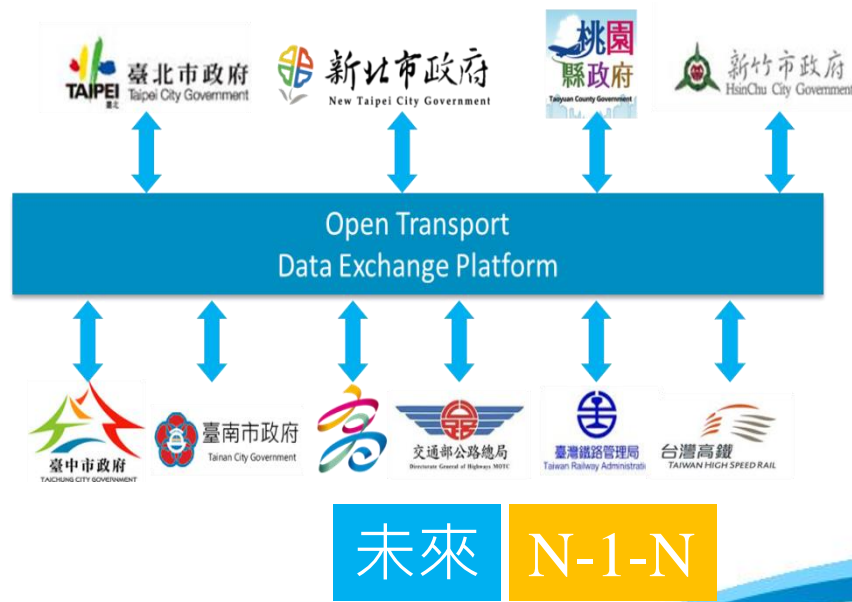 TAIPEI
臺北
臺北市政府
Taipei City Government
新北市政府
New Taipei City Government
桃園
縣政府
Taoyuan County Government
新竹市政府
HsinChu City Government
Open Transport
Data Exchange Platform
臺中市政府
TAICHUNG CITY GOVERNMENT
臺南市政府
Tainan City Government
高
交通部公路總局
Directorate General of Highways MOTC
臺灣鐵路管理局
Taiwan Railway Administrati
台灣高鐵
TAIWAN HIGH SPEED RAIL
未來
N-1-N